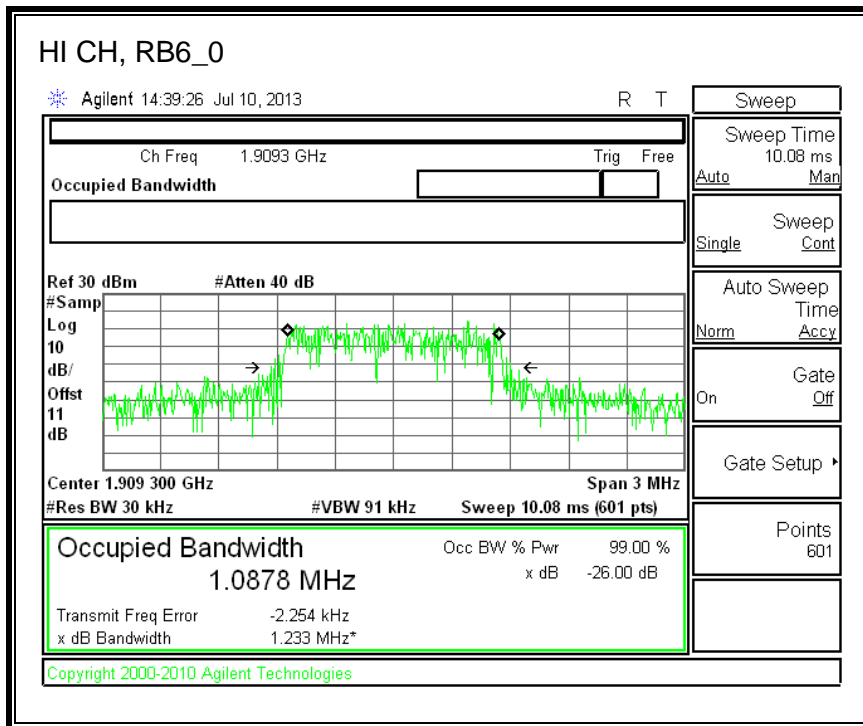 HI CH, RB6_0
Agilent 14:39:26 Jul 10, 2013 R T
Ch Freq 1.9093 GHz Trig Free
Occupied Bandwidth
Ref 30 dBm #Atten 40 dB
#Samp
Log
10
dB/
Offst
11
dB
Center 1.909 300 GHz Span 3 MHz
#Res BW 30 kHz #VBW 91 kHz Sweep 10.08 ms (601 pts)
Occupied Bandwidth
1.0878 MHz
Occ BW % Pwr 99.00 %
x dB -26.00 dB
Transmit Freq Error -2.254 kHz
x dB Bandwidth 1.233 MHz*
Copyright 2000-2010 Agilent Technologies
Sweep
Sweep Time
10.08 ms
Auto Man
Sweep
Single Cont
Auto Sweep
Time
Norm Accy
Gate
On Off
Gate Setup
Points
601